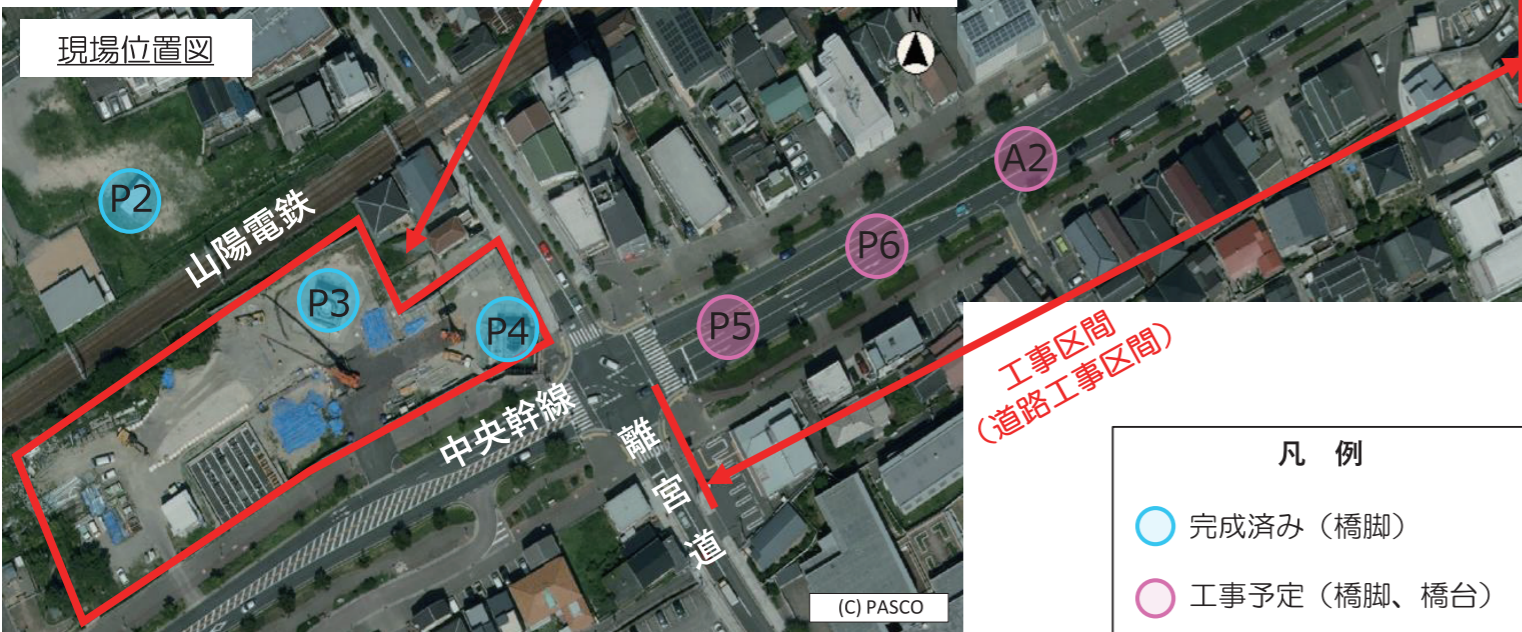 現場位置図
N
P2
山陽電鉄
P3
P4
P5
P6
A2
中央幹線
離宮道
工事区間
（道路工事区間）
(C) PASCO
凡 例
完成済み（橋脚）
工事予定（橋脚、橋台）